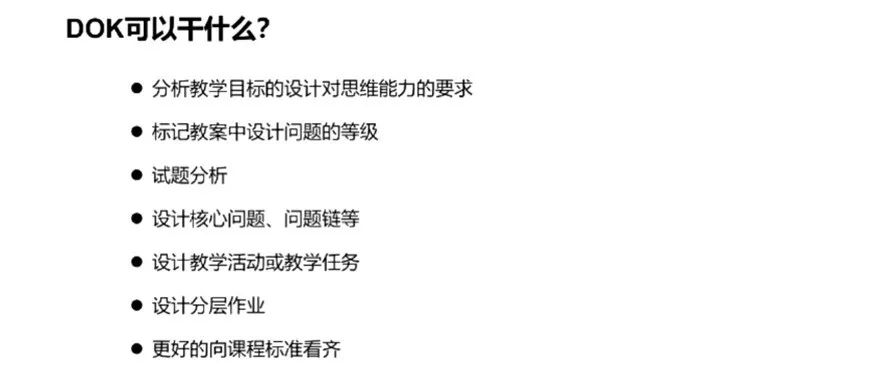 DOK可以干什么?
● 分析教学目标的设计对思维能力的要求
● 标记教案中设计问题的等级
● 试题分析
● 设计核心问题、问题链等
● 设计教学活动或教学任务
● 设计分层作业
● 更好的向课程标准看齐